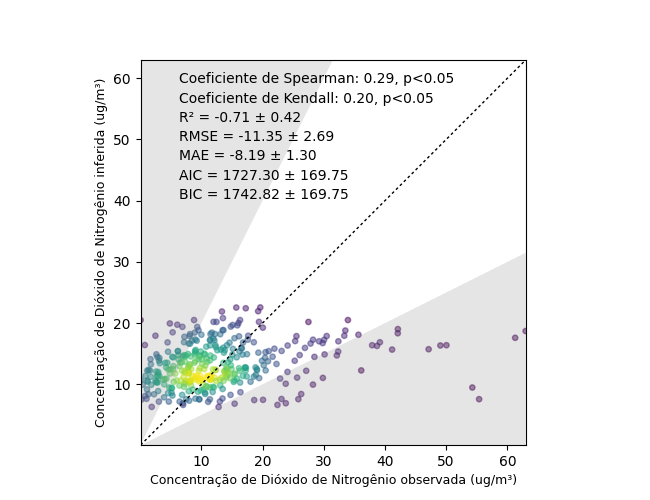 Coeficiente de Spearman: 0.29, p<0.05
Coeficiente de Kendall: 0.20, p<0.05
R² = -0.71 ± 0.42
RMSE = -11.35 ± 2.69
MAE = -8.19 ± 1.30
AIC = 1727.30 ± 169.75
BIC = 1742.82 ± 169.75
Concentração de Dióxido de Nitrogênio inferida (ug/m³)
60
50
40
30
20
10
10 20 30 40 50 60
Concentração de Dióxido de Nitrogênio observada (ug/m³)